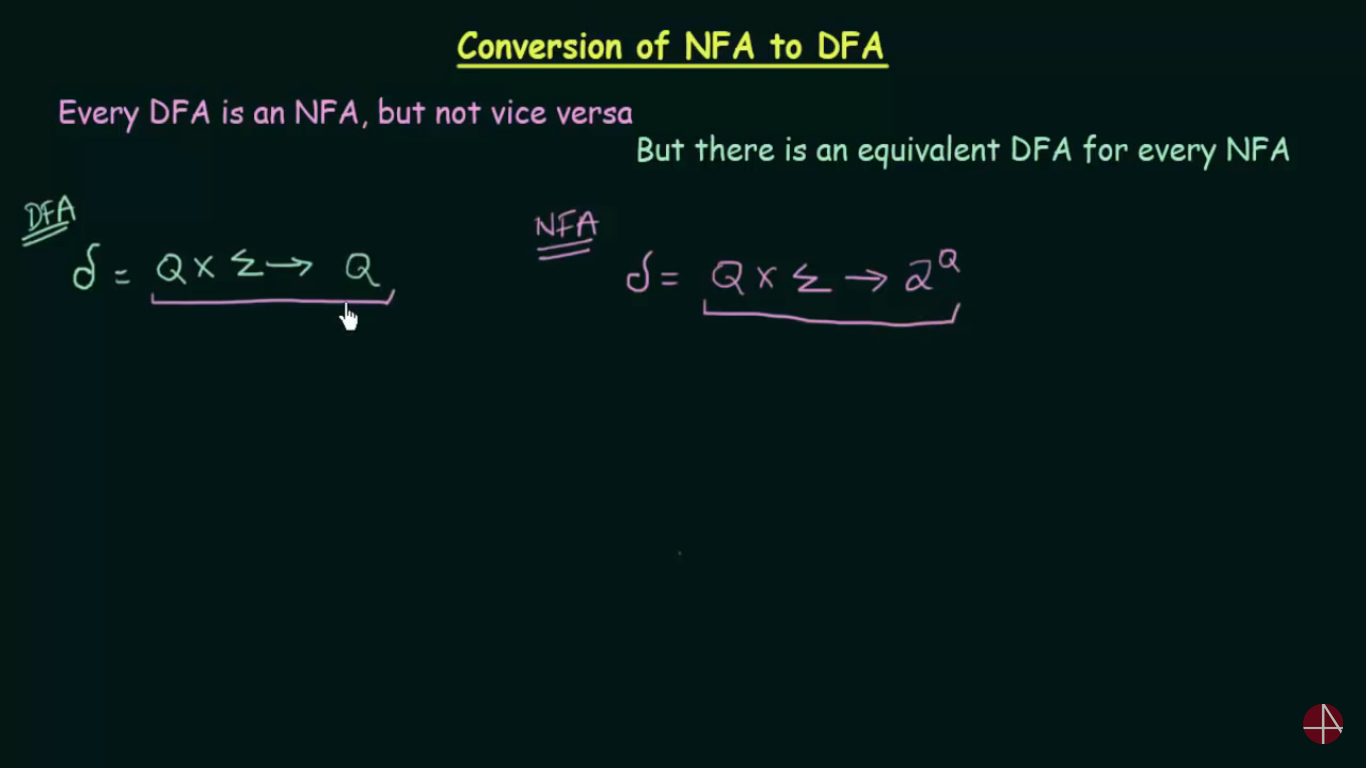 Conversion of NFA to DFA
Every DFA is an NFA, but not vice versa
But there is an equivalent DFA for every NFA
DFA
δ = Q × Σ → Q
NFA
δ = Q × Σ → 2^Q